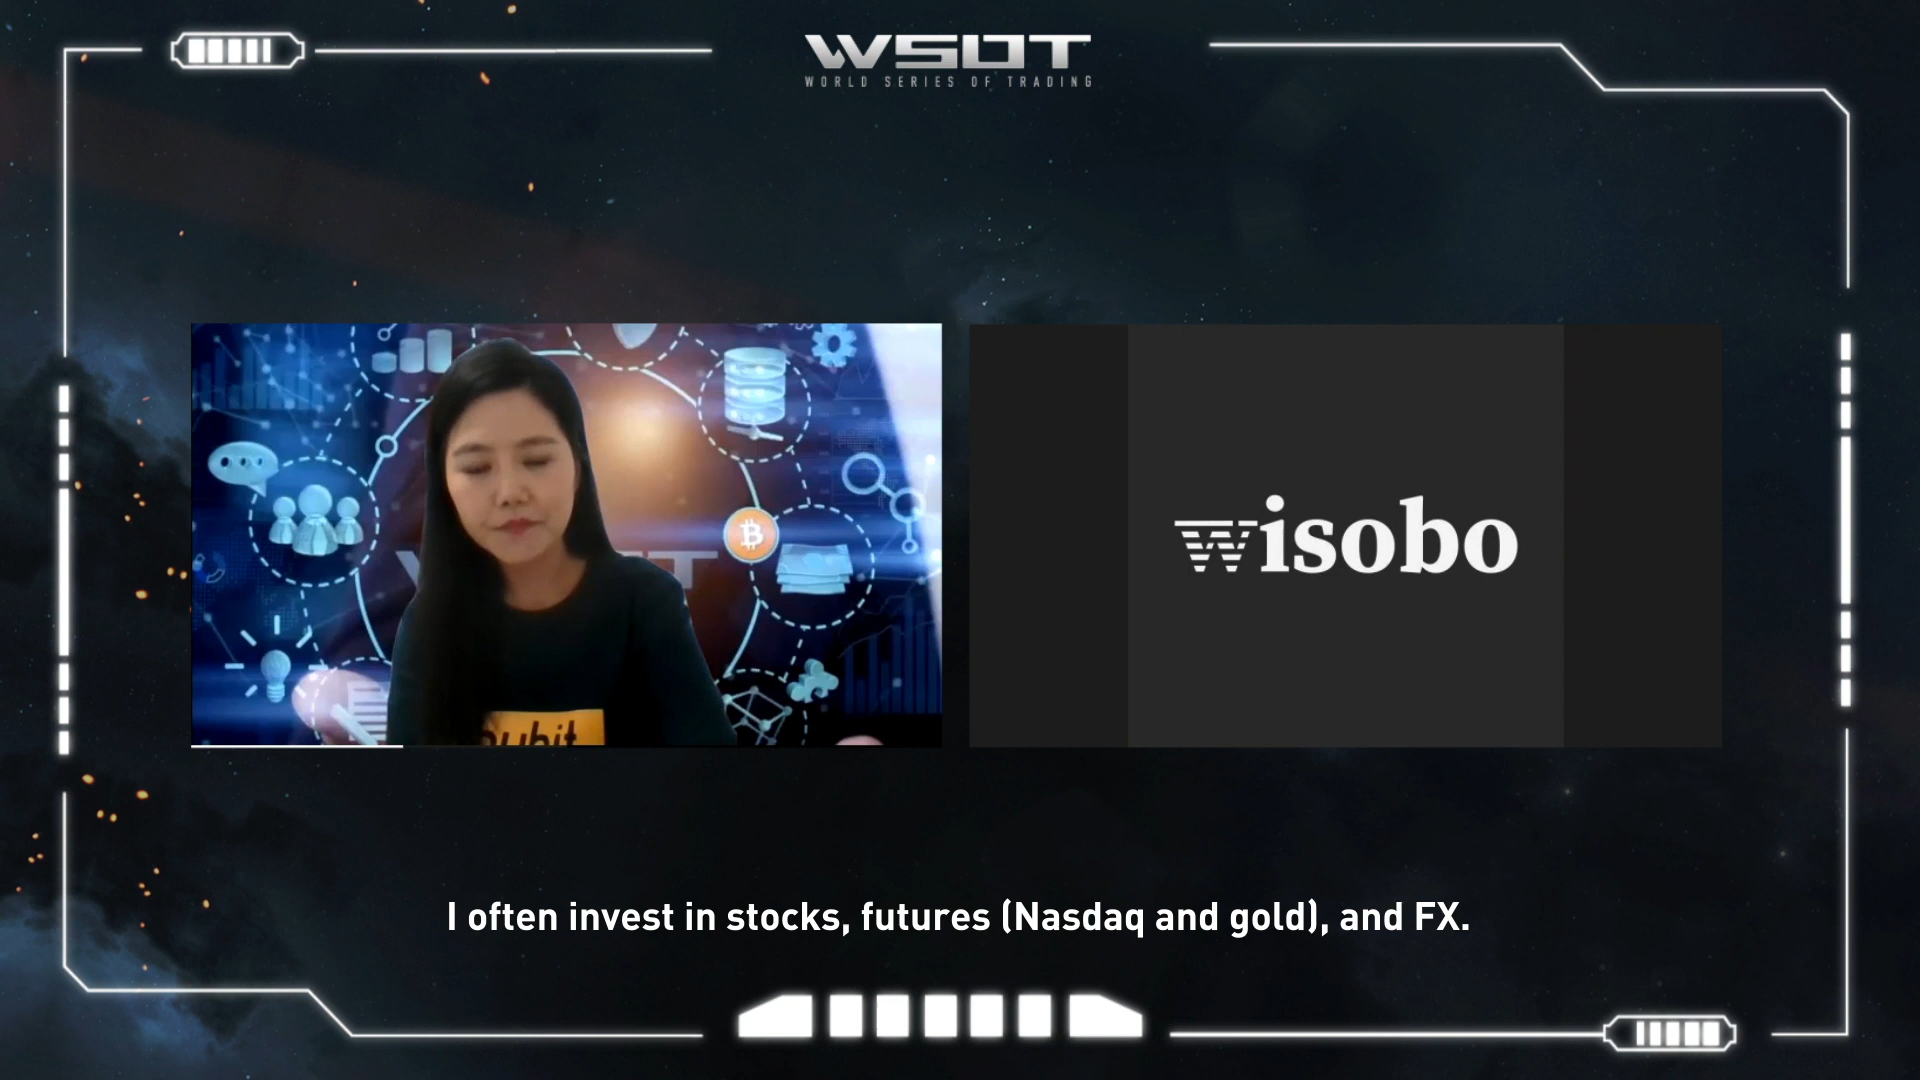 WSOT
WORLD SERIES OF TRADING
wisobo
I often invest in stocks, futures (Nasdaq and gold), and FX.